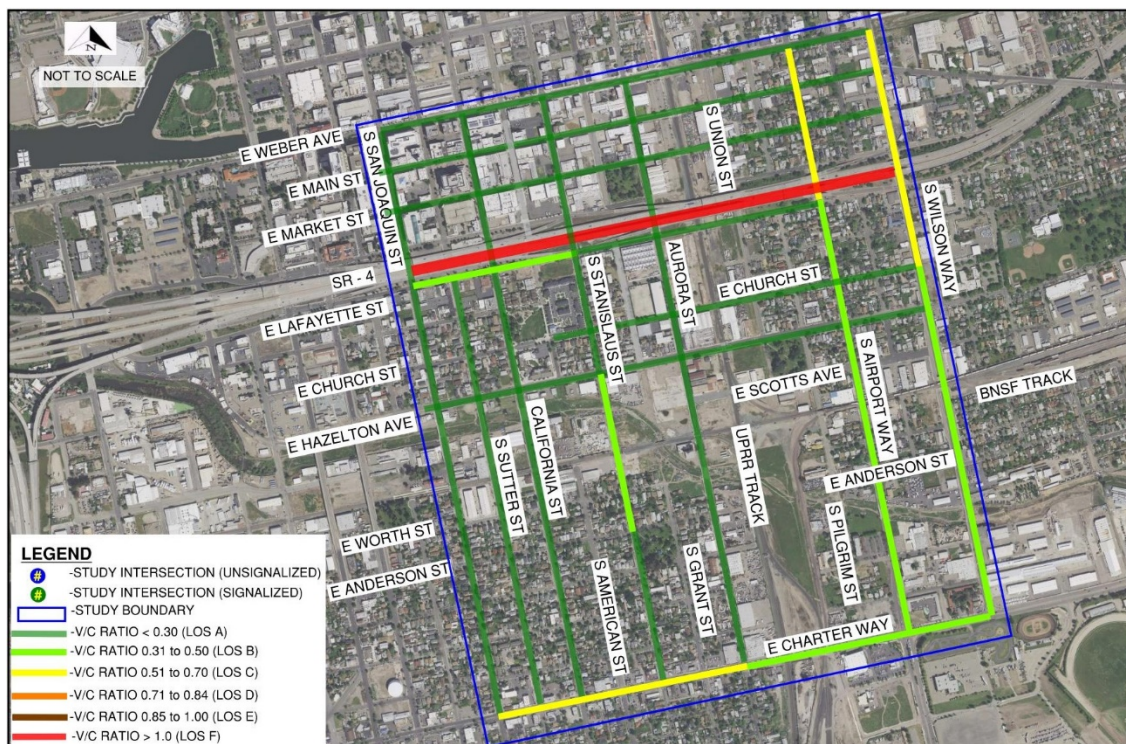 N
NOT TO SCALE
E WEBER AVE
S SAN JOAQUIN ST
E MAIN ST
S UNION ST
E MARKET ST
S WILSON WAY
SR - 4
E LAFAYETTE ST
S STANISLAUS ST
AURORA ST
E CHURCH ST
E CHURCH ST
S AIRPORT WAY
E SCOTTS AVE
BNSF TRACK
E HAZELTON AVE
S SUTTER ST
CALIFORNIA ST
UPRR TRACK
E ANDERSON ST
E WORTH ST
E ANDERSON ST
S AMERICAN ST
S GRANT ST
S PILGRIM ST
E CHARTER WAY
LEGEND
# -STUDY INTERSECTION (UNSIGNALIZED)
# -STUDY INTERSECTION (SIGNALIZED)
-STUDY BOUNDARY
-V/C RATIO < 0.30 (LOS A)
-V/C RATIO 0.31 to 0.50 (LOS B)
-V/C RATIO 0.51 to 0.70 (LOS C)
-V/C RATIO 0.71 to 0.84 (LOS D)
-V/C RATIO 0.85 to 1.00 (LOS E)
-V/C RATIO > 1.0 (LOS F)